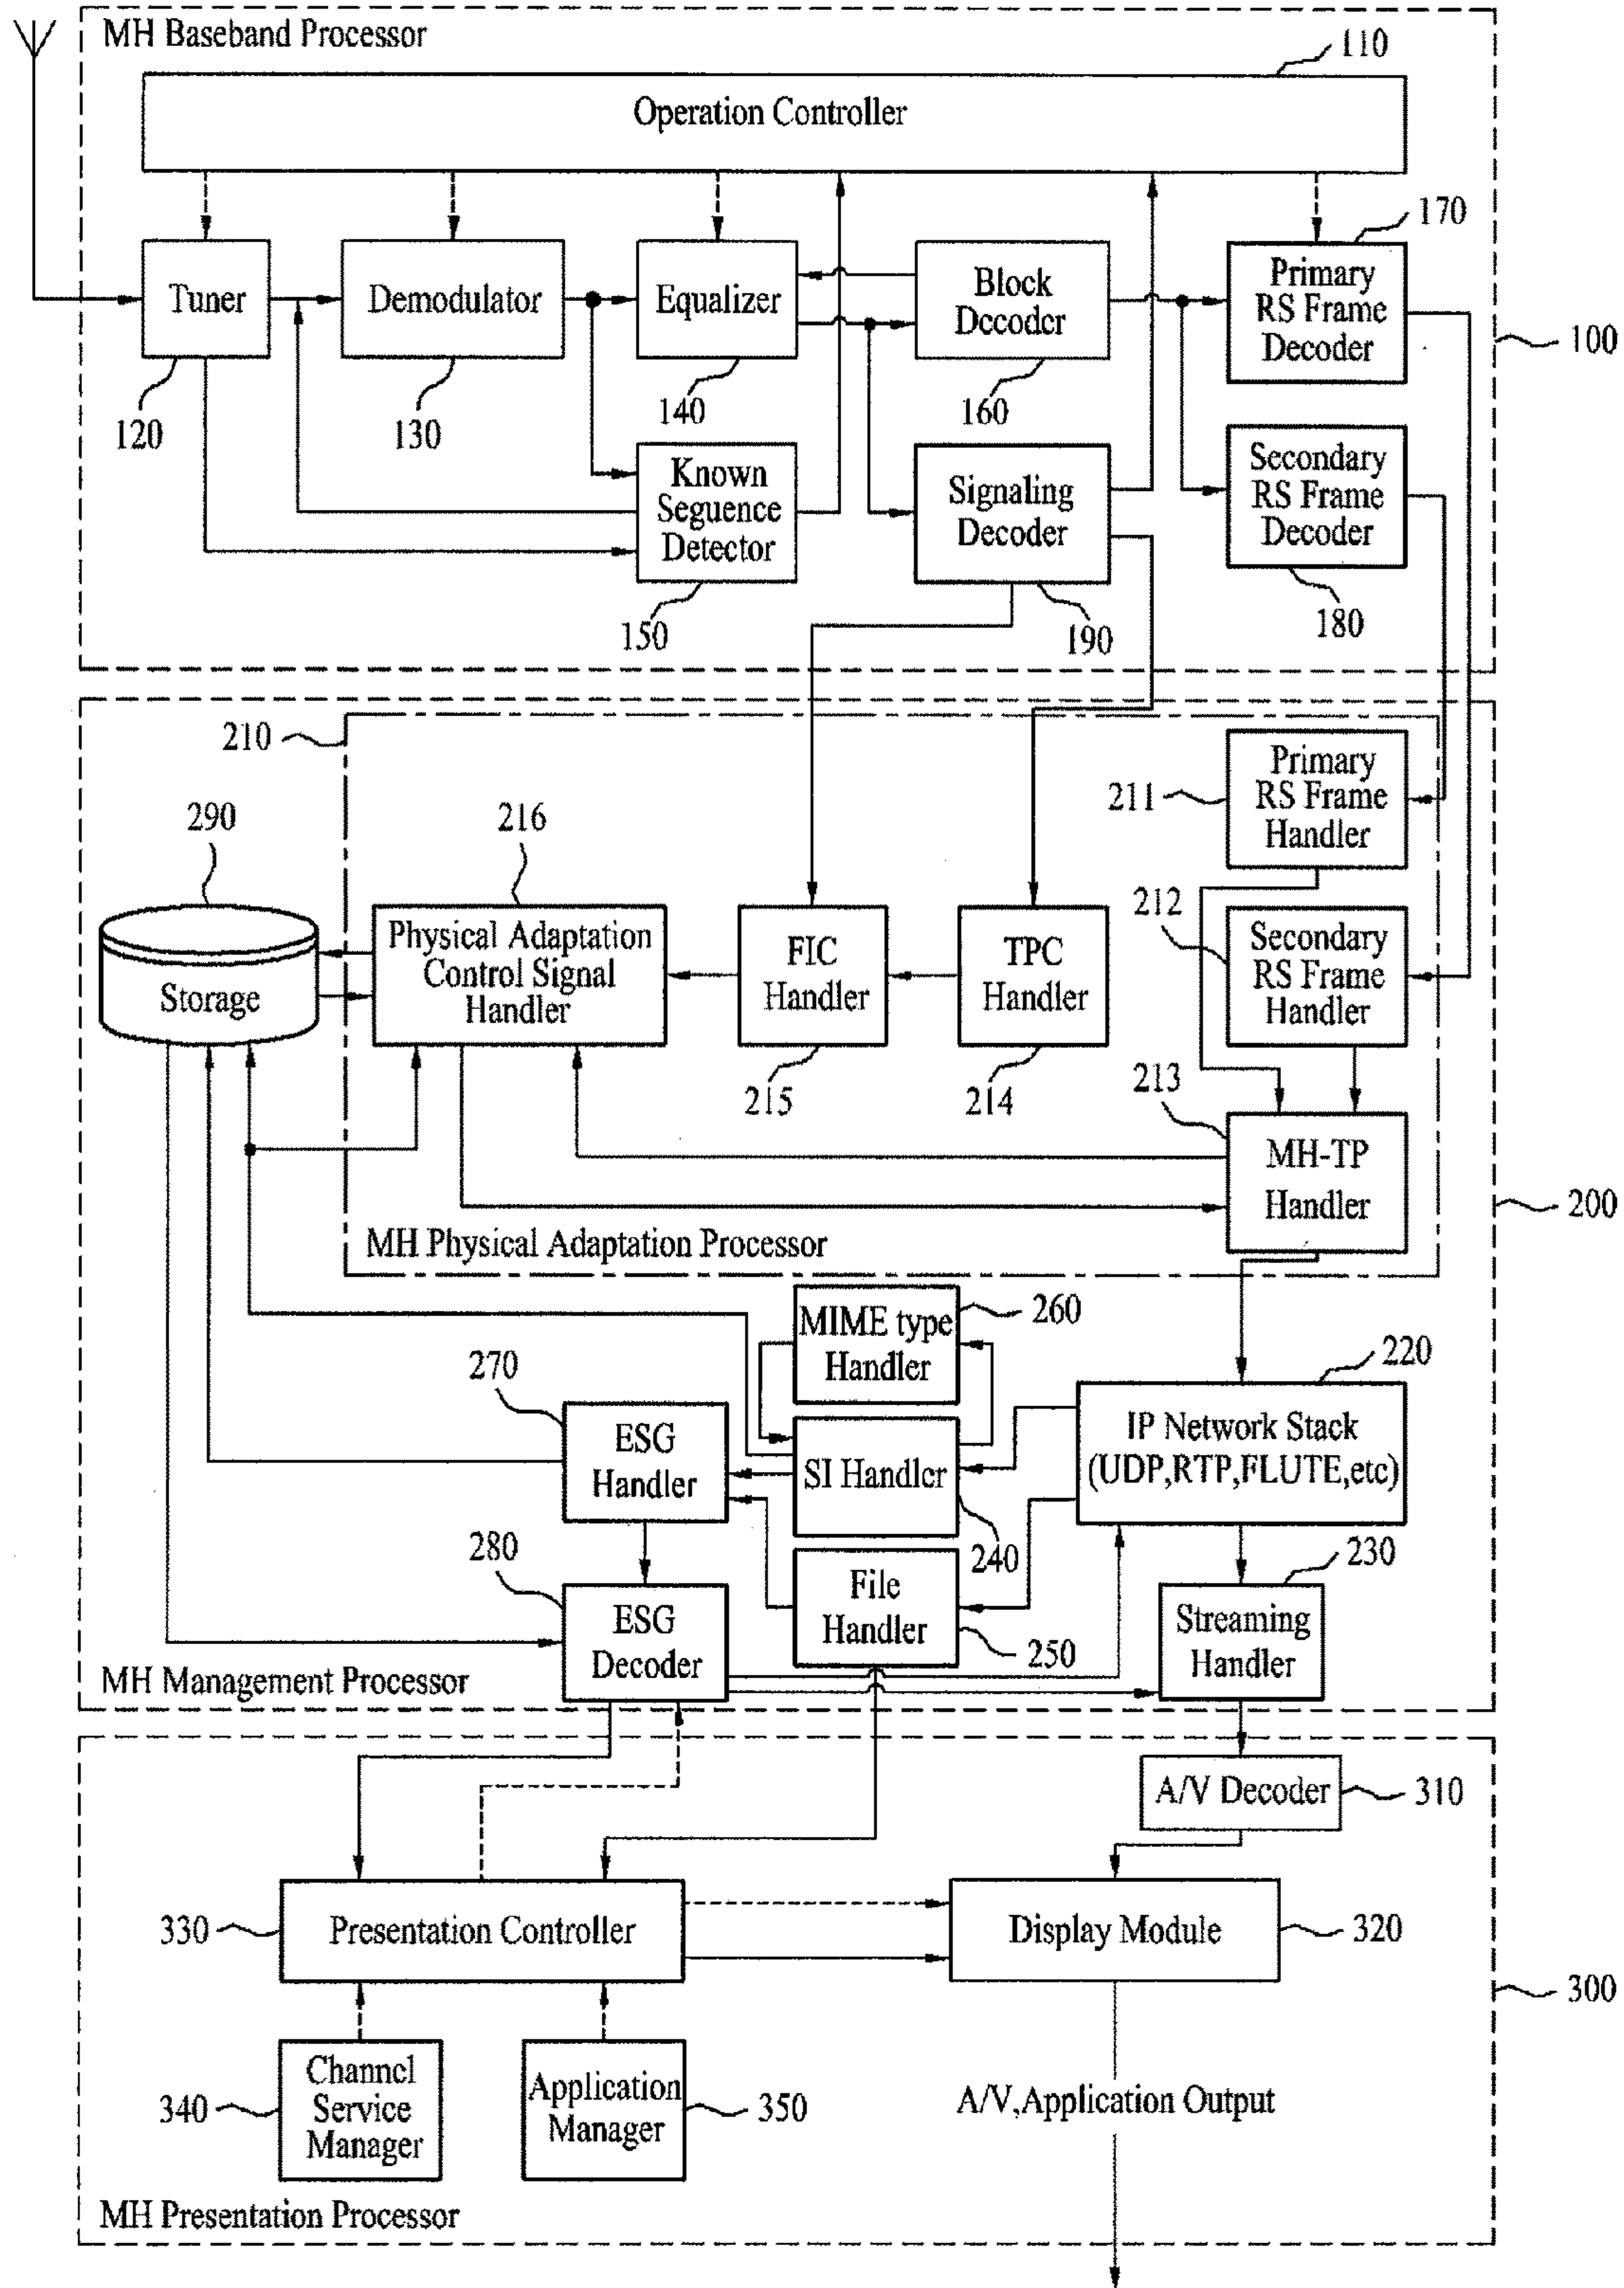 MH Baseband Processor
110
Operation Controller
170
Tuner
Demodulator
Equalizer
Block
Decoder
Primary
RS Frame
Decoder
100
120
130
140
160
Known
Seguence
Detector
Signaling
Decoder
Secondary
RS Frame
Decoder
150
190
180
210
Primary
RS Frame
Handler
211
290
216
212
Storage
Physical Adaptation
Control Signal
Handler
FIC
Handler
TPC
Handler
Secondary
RS Frame
Handler
215
214
213
MH-TP
Handler
200
MH Physical Adaptation Processor
MIME type
Handler
260
270
220
ESG
Handler
SI Handler
IP Network Stack
(UDP,RTP,FLUTE,etc)
280
240
230
ESG
Decoder
File
Handler
250
Streaming
Handler
MH Management Processor
A/V Decoder
310
330
Presentation Controller
Display Module
320
300
340
Channel
Service
Manager
Application
Manager
350
A/V,Application Output
MH Presentation Processor